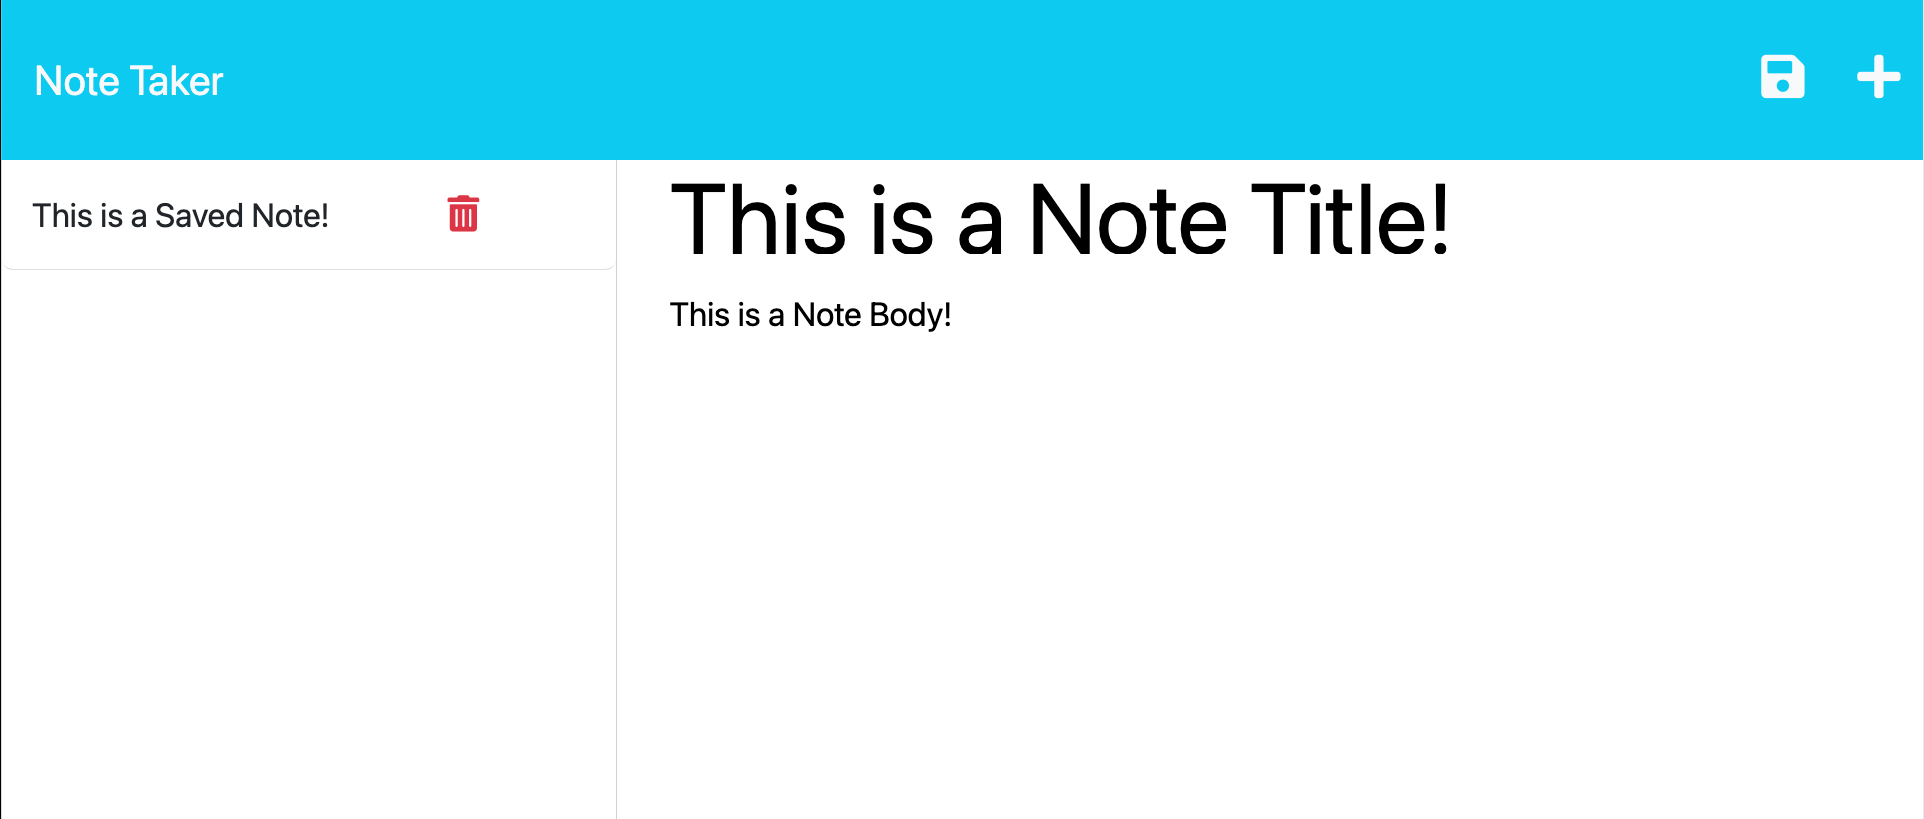 Note Taker
This is a Saved Note!
This is a Note Title!
This is a Note Body!